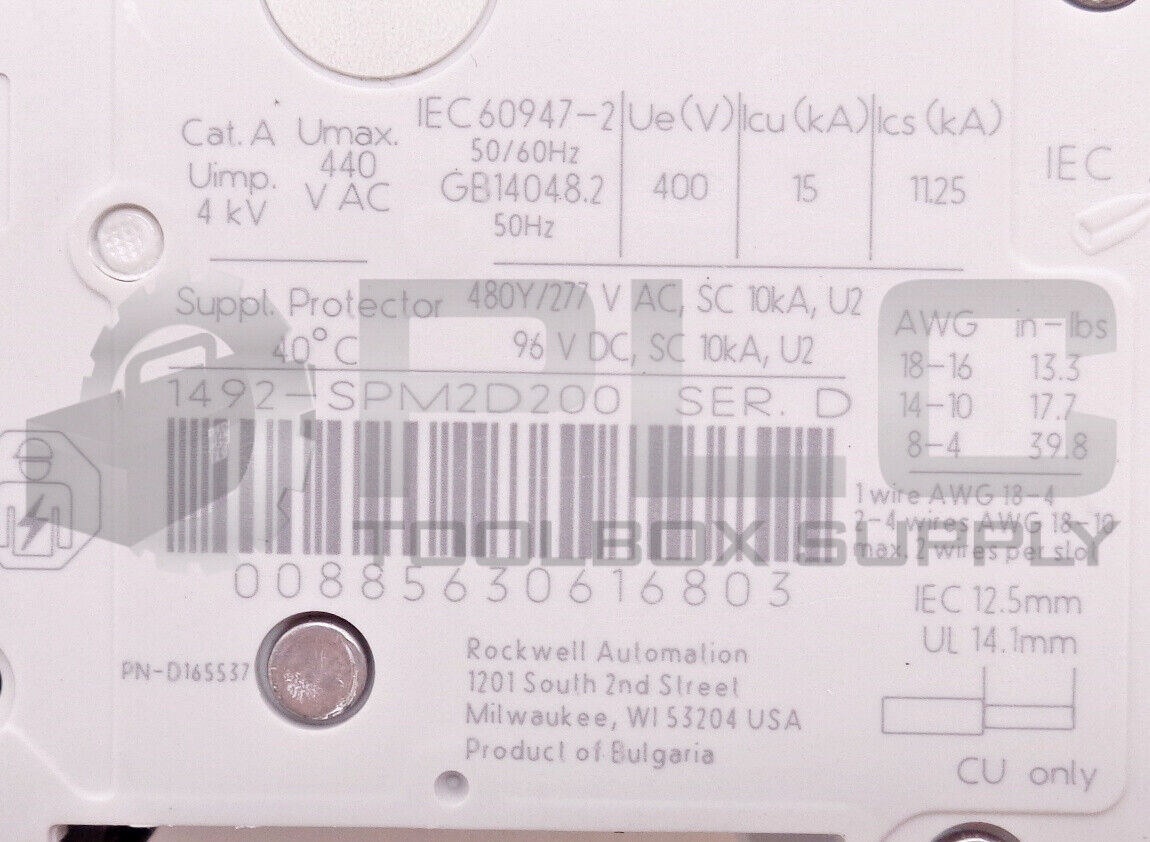 Cat. A Umax. 440 V AC
Uimp. 4 kV
IEC60947-2 Ue(V) Icu(kA) Ics(kA)
50/60Hz
GB14048.2 400 15 11.25
50Hz
IEC
Suppl. Protector 480Y/277 V AC, SC 10kA, U2
40°C 96 V DC, SC 10kA, U2
AWG in-lbs
18-16 13.3
14-10 17.7
8-4 39.8
1492-SPM2D200 SER. D
1 wire AWG 18-4
2-4 wires AWG 18-10
max. 2 wires per slot
PLC
TOOLBOX SUPPLY
00885630616803
IEC 12.5mm
UL 14.1mm
PN-D165537
Rockwell Automation
1201 South 2nd Street
Milwaukee, WI 53204 USA
Product of Bulgaria
CU only